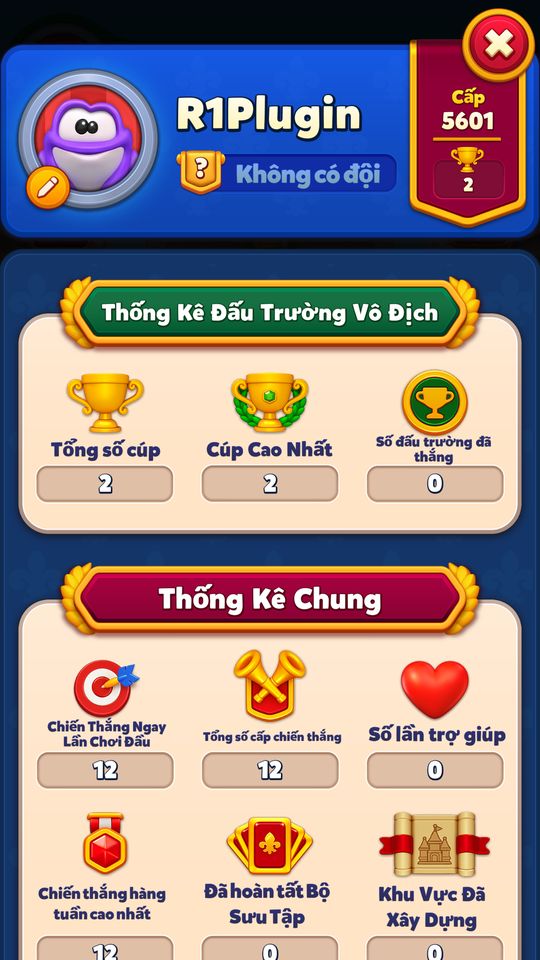 R1Plugin
?
Không có đội
Cấp
5601
2
Thống Kê Đấu Trường Vô Địch
Tổng số cúp
2
Cúp Cao Nhất
2
Số đấu trường đã
thắng
0
Thống Kê Chung
Chiến Thắng Ngay
Lần Chơi Đầu
12
Tổng số cấp chiến thắng
12
Số lần trợ giúp
0
Chiến thắng hàng
tuần cao nhất
12
Đã hoàn tất Bộ
Sưu Tập
0
Khu Vực Đã
Xây Dựng
0